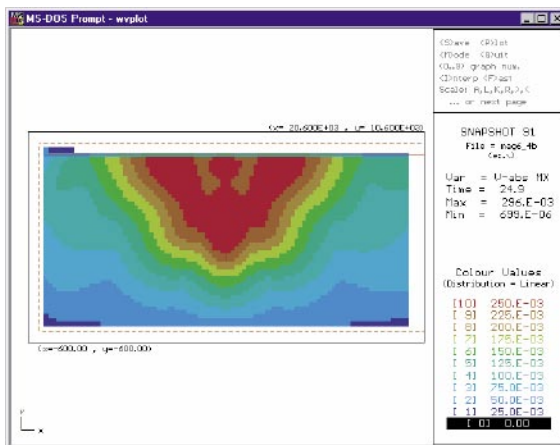 MS-DOS Prompt - wvplot
(S)ave (P)lot
(M)ode (Q)uit
(0..9) graph num.
(I)nterp (F)ast
Scale: A,L,K,R,),(
... or next page
(x= 20.600E+03 , y= 10.600E+03)
SNAPSHOT 91
File = mag6_4b
Var = V-abs MX
Time = 24.9
Max = 296.E-03
Min = 699.E-06
Colour Values
(Distribution = Linear)
[10] 250.E-03
[ 9] 225.E-03
[ 8] 200.E-03
[ 7] 175.E-03
[ 6] 150.E-03
[ 5] 125.E-03
[ 4] 100.E-03
[ 3] 75.0E-03
[ 2] 50.0E-03
[ 1] 25.0E-03
[ 0] 0.00
(x=-600.00 , y=-600.00)
y
x